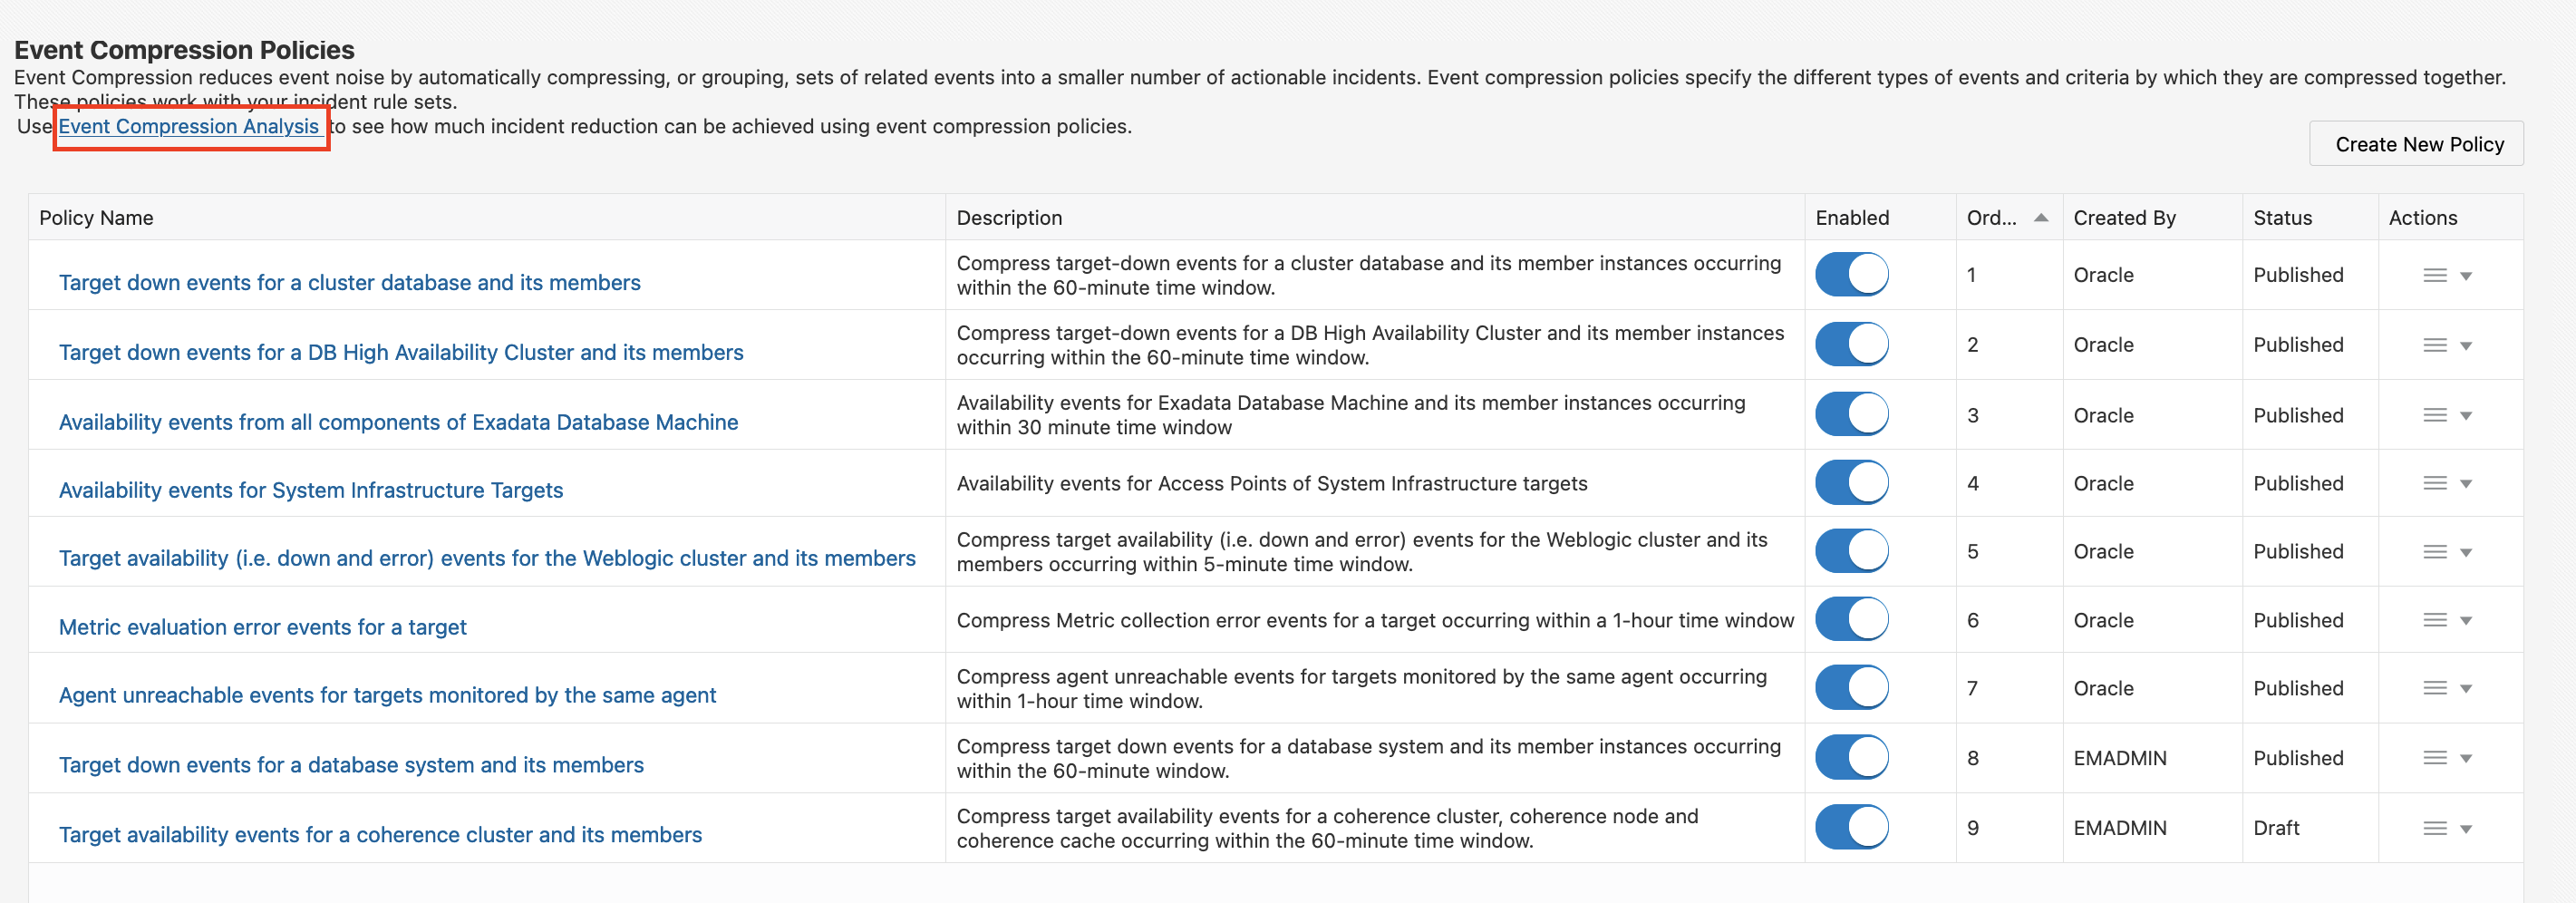 Event Compression Policies
Event Compression reduces event noise by automatically compressing, or grouping, sets of related events into a smaller number of actionable incidents. Event compression policies specify the different types of events and criteria by which they are compressed together.
These policies work with your incident rule sets.
Use Event Compression Analysis to see how much incident reduction can be achieved using event compression policies.
Create New Policy
Policy Name Description Enabled Ord... Created By Status Actions
Target down events for a cluster database and its members
Compress target-down events for a cluster database and its member instances occurring
within the 60-minute time window.
1 Oracle Published
Target down events for a DB High Availability Cluster and its members
Compress target-down events for a DB High Availability Cluster and its member instances
occurring within the 60-minute time window.
2 Oracle Published
Availability events from all components of Exadata Database Machine
Availability events for Exadata Database Machine and its member instances occurring
within 30 minute time window
3 Oracle Published
Availability events for System Infrastructure Targets
Availability events for Access Points of System Infrastructure targets
4 Oracle Published
Target availability (i.e. down and error) events for the Weblogic cluster and its members
Compress target availability (i.e. down and error) events for the Weblogic cluster and its
members occurring within 5-minute time window.
5 Oracle Published
Metric evaluation error events for a target
Compress Metric collection error events for a target occurring within a 1-hour time window
6 Oracle Published
Agent unreachable events for targets monitored by the same agent
Compress agent unreachable events for targets monitored by the same agent occurring
within 1-hour time window.
7 Oracle Published
Target down events for a database system and its members
Compress target down events for a database system and its member instances occurring
within the 60-minute window.
8 EMADMIN Published
Target availability events for a coherence cluster and its members
Compress target availability events for a coherence cluster, coherence node and
coherence cache occurring within the 60-minute time window.
9 EMADMIN Draft